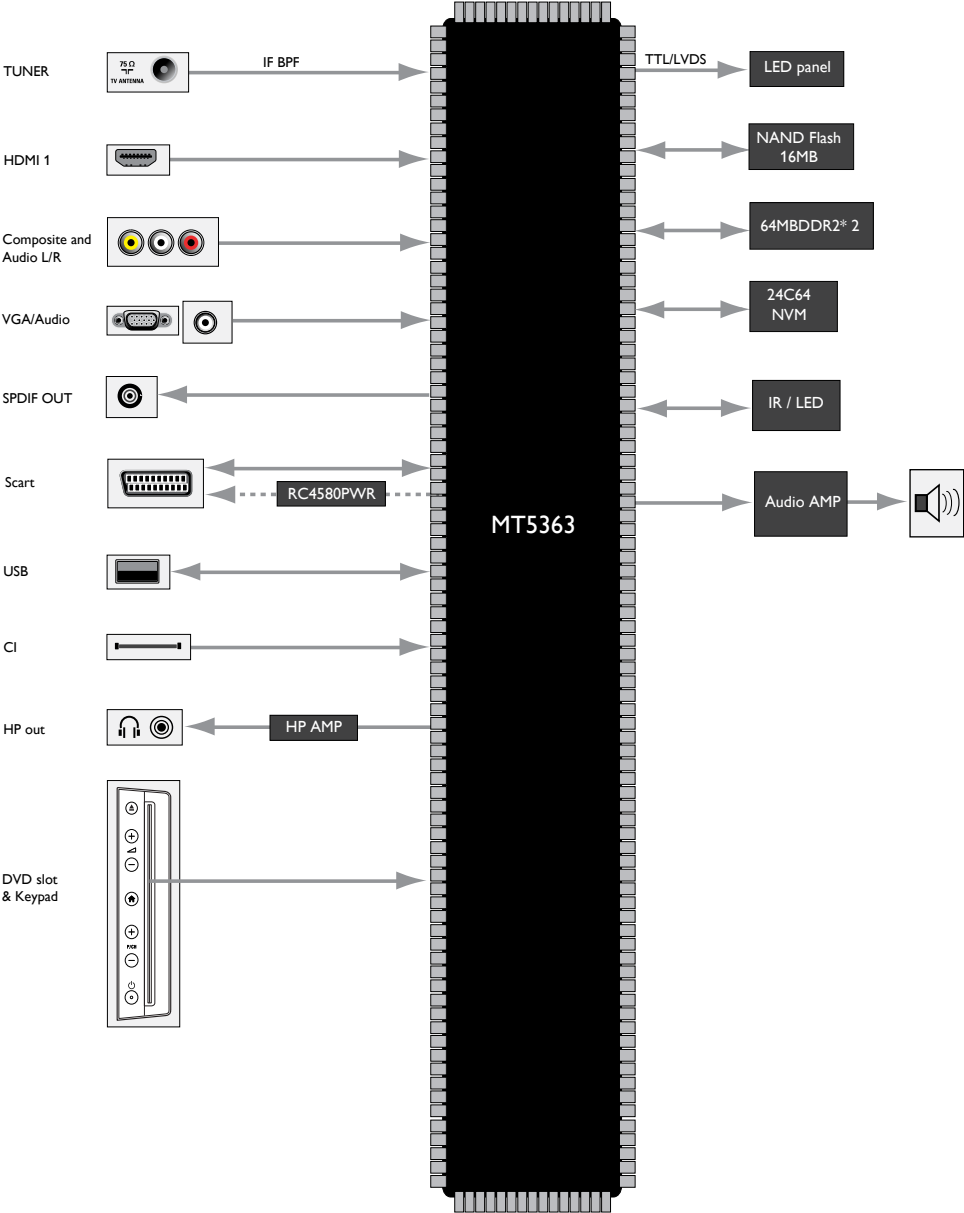 TUNER
75 Ω
TV ANTENNA
IF BPF
HDMI 1
Composite and
Audio L/R
VGA/Audio
SPDIF OUT
Scart
RC4580PWR
USB
CI
HP out
HP AMP
DVD slot
& Keypad
P/CH
MT5363
TTL/LVDS
LED panel
NAND Flash
16MB
64MBDDR2* 2
24C64
NVM
IR / LED
Audio AMP